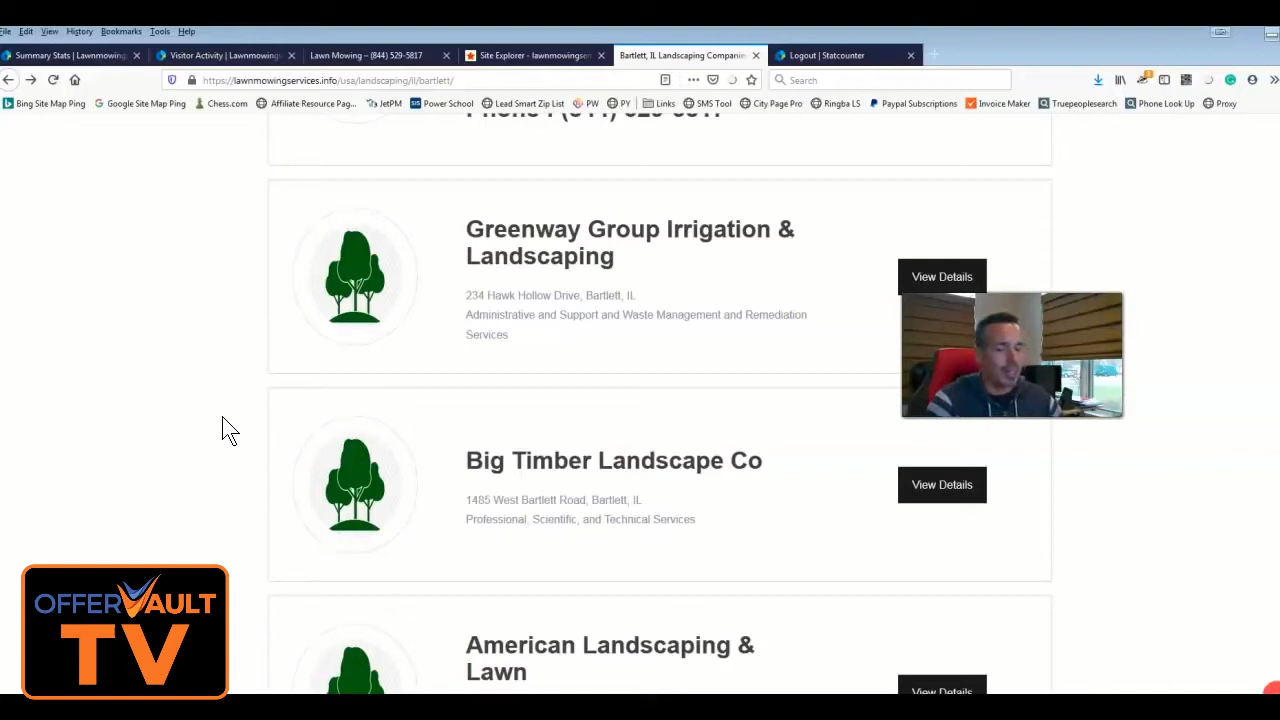 File Edit View History Bookmarks Tools Help
Summary Stats | Lawnmowing × Visitor Activity | Lawnmowing × Lawn Mowing – (844) 529-5817 × Site Explorer - lawnmowingser × Bartlett, IL Landscaping Companie × Logout | Statcounter × +
https://lawnmowingservices.info/usa/landscaping/il/bartlett/ Search
Bing Site Map Ping Google Site Map Ping Chess.com Affiliate Resource Pag... JetPM Power School Lead Smart Zip List PW PY Links SMS Tool City Page Pro Ringba LS Paypal Subscriptions Invoice Maker Truepeoplesearch Phone Look Up Proxy
Greenway Group Irrigation &
Landscaping
234 Hawk Hollow Drive, Bartlett, IL
Administrative and Support and Waste Management and Remediation
Services
View Details
Big Timber Landscape Co
1485 West Bartlett Road, Bartlett, IL
Professional, Scientific, and Technical Services
View Details
American Landscaping &
Lawn
View Details
OFFERVAULT
TV